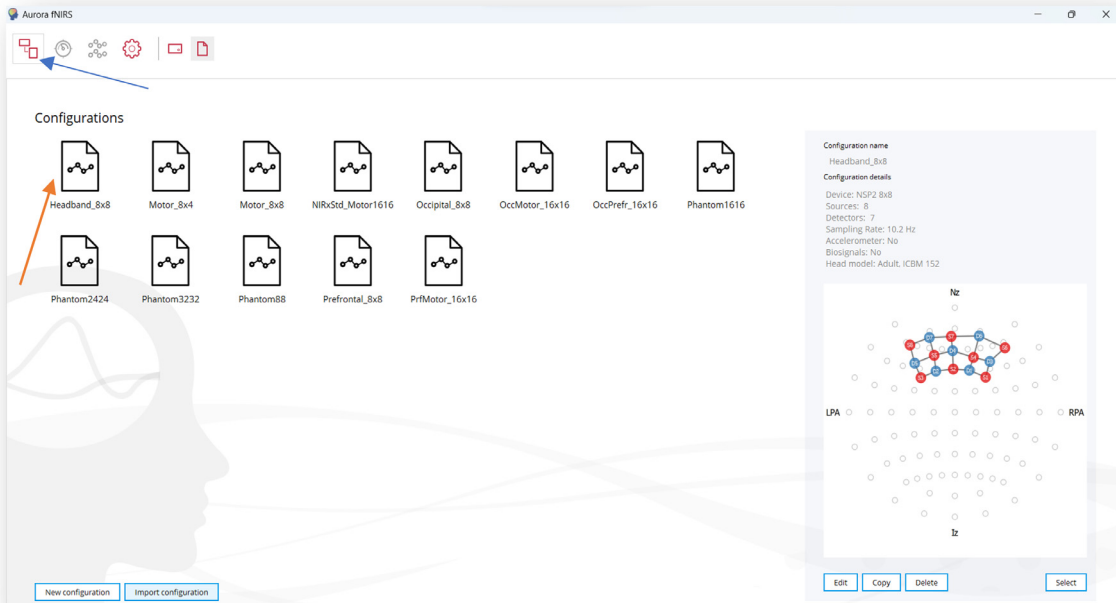 Aurora fNIRS
Configurations
Headband_8x8
Motor_8x4
Motor_8x8
NIRxStd_Motor1616
Occipital_8x8
OccMotor_16x16
OccPrefr_16x16
Phantom1616
Phantom2424
Phantom3232
Phantom88
Prefrontal_8x8
PrfMotor_16x16
Configuration name
Headband_8x8
Configuration details
Device: NSP2 8x8
Sources: 8
Detectors: 7
Sampling Rate: 10.2 Hz
Accelerometer: No
Biosignals: No
Head model: Adult, ICBM 152
Nz
LPA
RPA
Iz
New configuration
Import configuration
Edit
Copy
Delete
Select